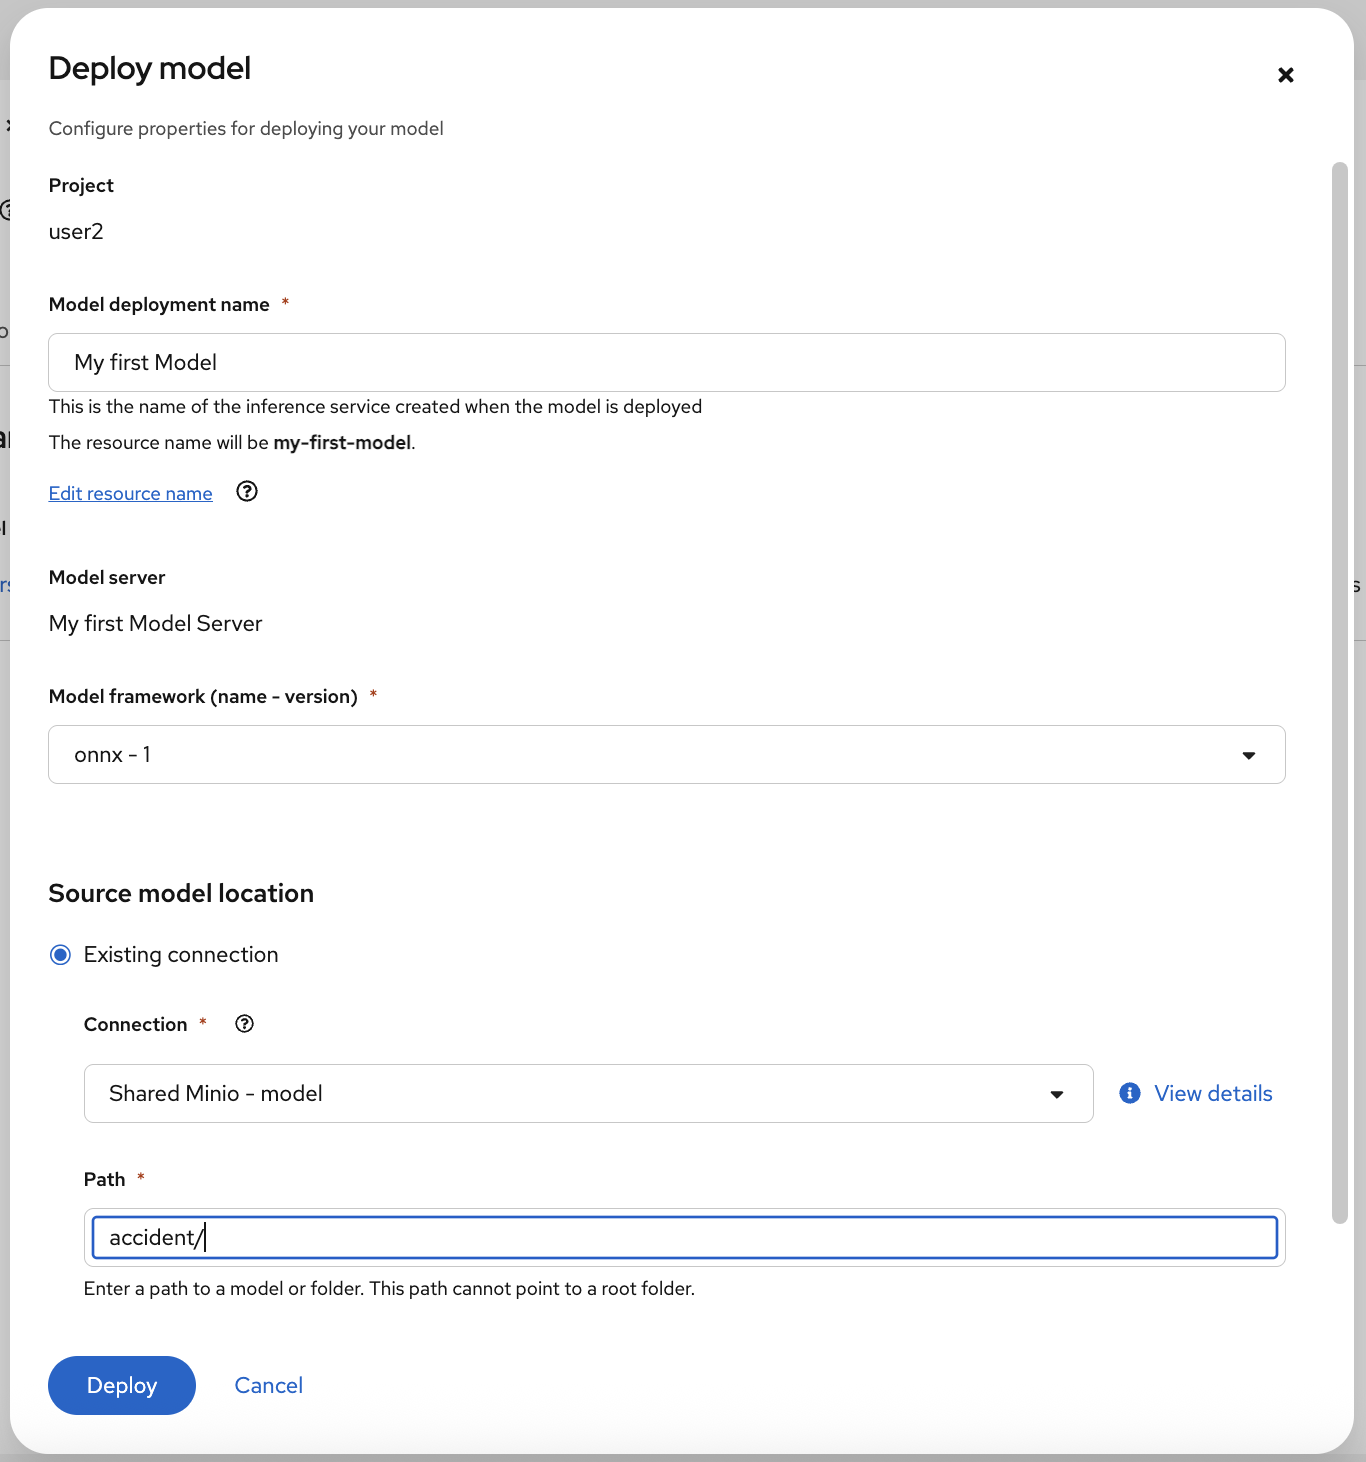 Deploy model
Configure properties for deploying your model
Project
user2
Model deployment name *
My first Model
This is the name of the inference service created when the model is deployed
The resource name will be my-first-model.
Edit resource name
Model server
My first Model Server
Model framework (name - version) *
onnx - 1
Source model location
Existing connection
Connection *
Shared Minio - model
View details
Path *
accident/
Enter a path to a model or folder. This path cannot point to a root folder.
Deploy Cancel